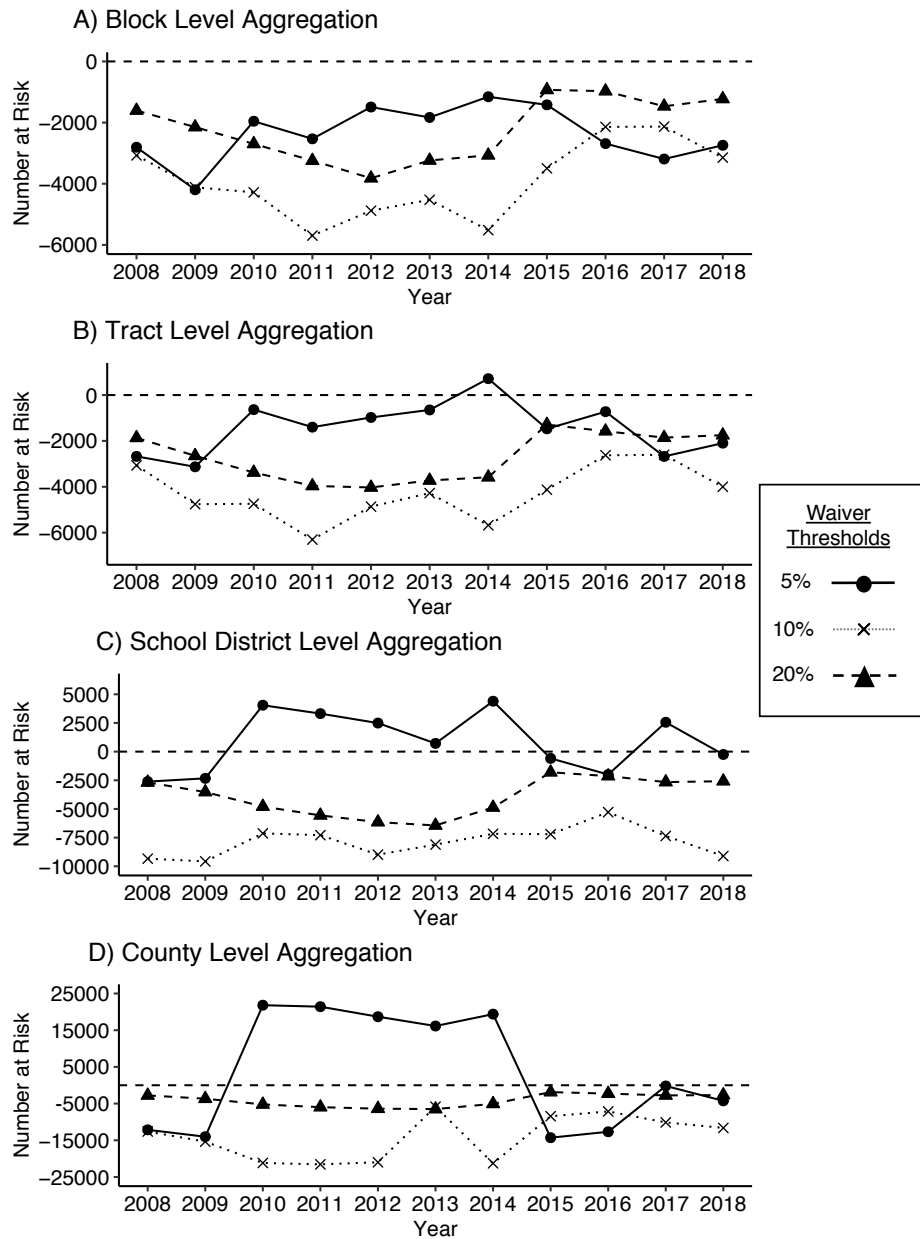 A) Block Level Aggregation
0
−2000
−4000
−6000
Number at Risk
2008 2009 2010 2011 2012 2013 2014 2015 2016 2017 2018
Year
B) Tract Level Aggregation
0
−2000
−4000
−6000
Number at Risk
2008 2009 2010 2011 2012 2013 2014 2015 2016 2017 2018
Year
C) School District Level Aggregation
5000
2500
0
-2500
-5000
-7500
−10000
Number at Risk
2008 2009 2010 2011 2012 2013 2014 2015 2016 2017 2018
Year
D) County Level Aggregation
25000
15000
5000
-5000
−15000
−25000
Number at Risk
2008 2009 2010 2011 2012 2013 2014 2015 2016 2017 2018
Year
Waiver
Thresholds
5%
10%
20%